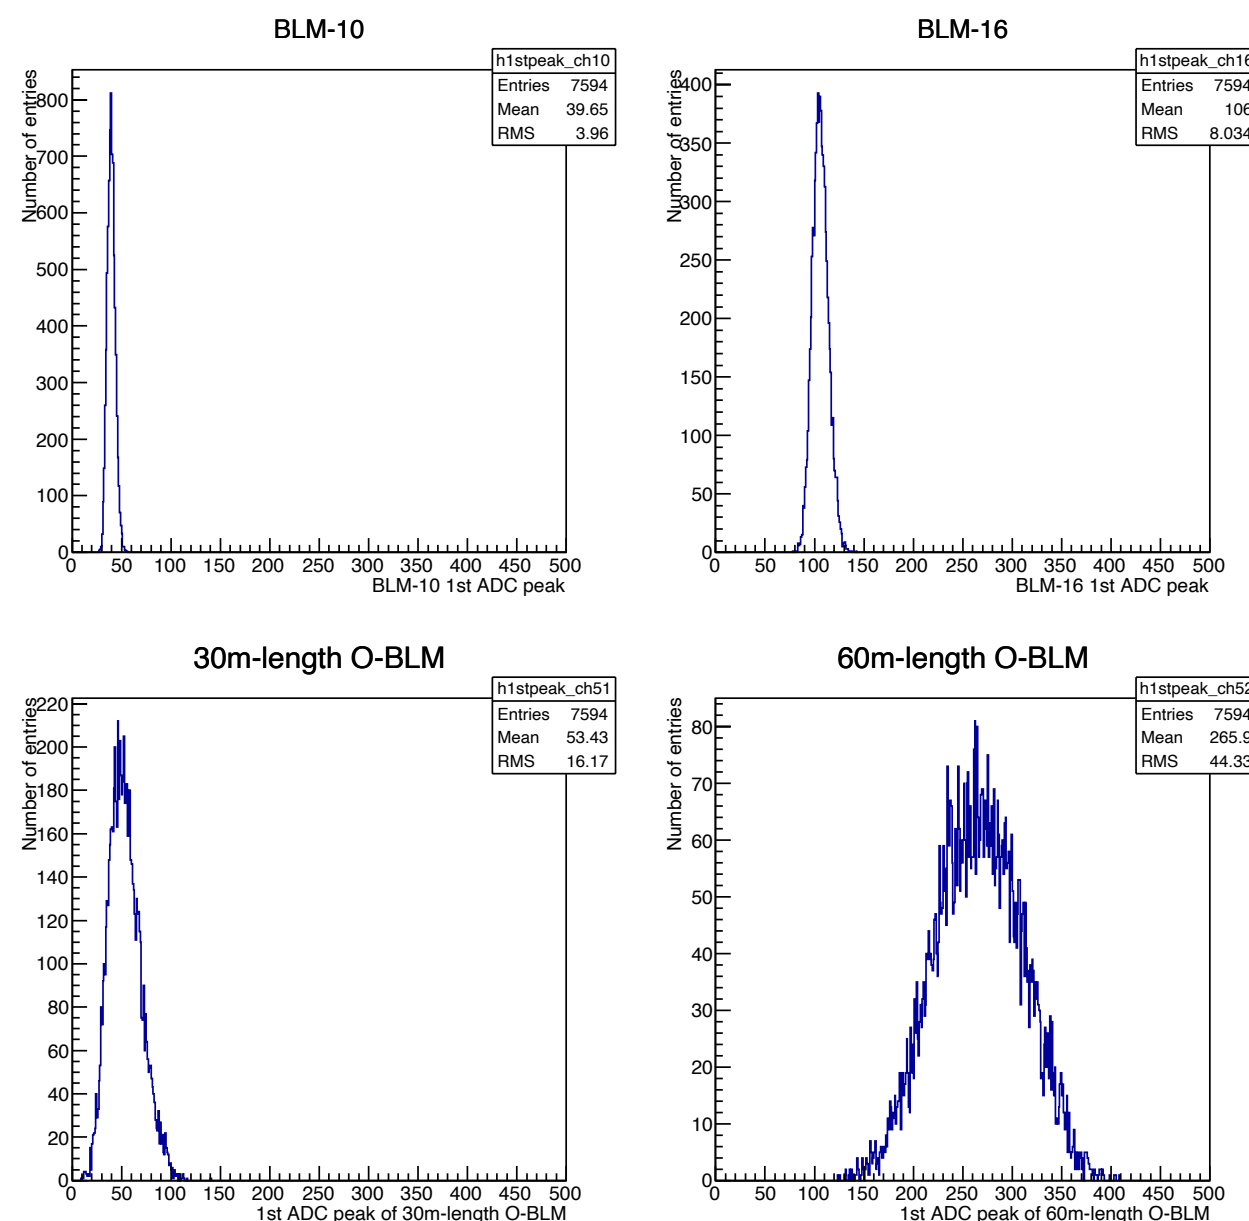 BLM-10
h1stpeak_ch10
Entries 7594
Mean 39.65
RMS 3.96
Number of entries
800
700
600
500
400
300
200
100
0
0 50 100 150 200 250 300 350 400 450 500
BLM-10 1st ADC peak
BLM-16
h1stpeak_ch16
Entries 7594
Mean 106
RMS 8.034
Number of entries
400
350
300
250
200
150
100
50
0
0 50 100 150 200 250 300 350 400 450 500
BLM-16 1st ADC peak
30m-length O-BLM
h1stpeak_ch51
Entries 7594
Mean 53.43
RMS 16.17
Number of entries
220
200
180
160
140
120
100
80
60
40
20
0
0 50 100 150 200 250 300 350 400 450 500
1st ADC peak of 30m-length O-BLM
60m-length O-BLM
h1stpeak_ch52
Entries 7594
Mean 265.9
RMS 44.33
Number of entries
80
70
60
50
40
30
20
10
0
0 50 100 150 200 250 300 350 400 450 500
1st ADC peak of 60m-length O-BLM